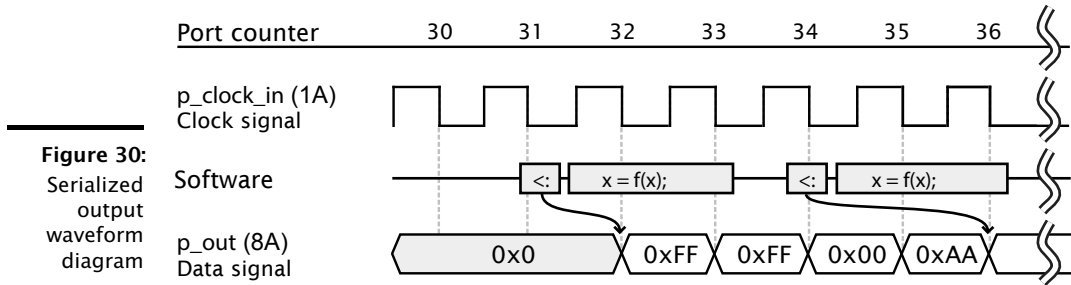 Port counter 30 31 32 33 34 35 36
p_clock_in (1A)
Clock signal
Figure 30:
Serialized
output
waveform
diagram
Software <: x = f(x); <: x = f(x);
p_out (8A)
Data signal
0x0 0xFF 0xFF 0x00 0xAA